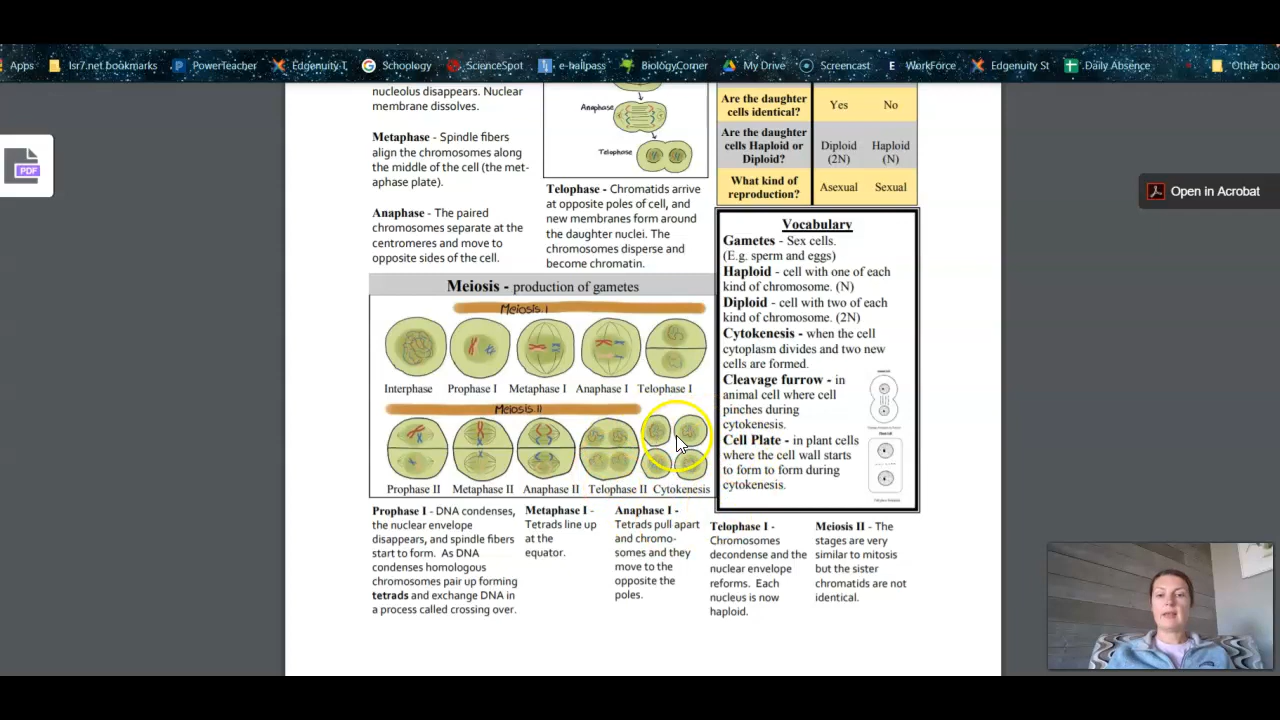 Apps
lsr7.net bookmarks
PowerTeacher
Edgenuity T
Schoology
ScienceSpot
e-hallpass
BiologyCorner
My Drive
Screencast
WorkForce
Edgenuity St
Daily Absence
Other boo
PDF
Open in Acrobat
nucleolus disappears. Nuclear
membrane dissolves.
Metaphase - Spindle fibers
align the chromosomes along
the middle of the cell (the met-
aphase plate).
Anaphase - The paired
chromosomes separate at the
centromeres and move to
opposite sides of the cell.
Anaphase
Telophase
Telophase - Chromatids arrive
at opposite poles of cell, and
new membranes form around
the daughter nuclei. The
chromosomes disperse and
become chromatin.
Are the daughter cells identical? Yes No
Are the daughter cells Haploid or Diploid? Diploid (2N) Haploid (N)
What kind of reproduction? Asexual Sexual
Meiosis - production of gametes
Meiosis I
Interphase Prophase I Metaphase I Anaphase I Telophase I
Meiosis II
Prophase II Metaphase II Anaphase II Telophase II Cytokenesis
Vocabulary
Gametes - Sex cells.
(E.g. sperm and eggs)
Haploid - cell with one of each
kind of chromosome. (N)
Diploid - cell with two of each
kind of chromosome. (2N)
Cytokenesis - when the cell
cytoplasm divides and two new
cells are formed.
Cleavage furrow - in
animal cell where cell
pinches during
cytokenesis.
Cell Plate - in plant cells
where the cell wall starts
to form to form during
cytokenesis.
Prophase I - DNA condenses,
the nuclear envelope
disappears, and spindle fibers
start to form. As DNA
condenses homologous
chromosomes pair up forming
tetrads and exchange DNA in
a process called crossing over.
Metaphase I -
Tetrads line up
at the
equator.
Anaphase I -
Tetrads pull apart
and chromo-
somes and they
move to the
opposite the
poles.
Telophase I -
Chromosomes
decondense and the
nuclear envelope
reforms. Each
nucleus is now
haploid.
Meiosis II - The
stages are very
similar to mitosis
but the sister
chromatids are not
identical.